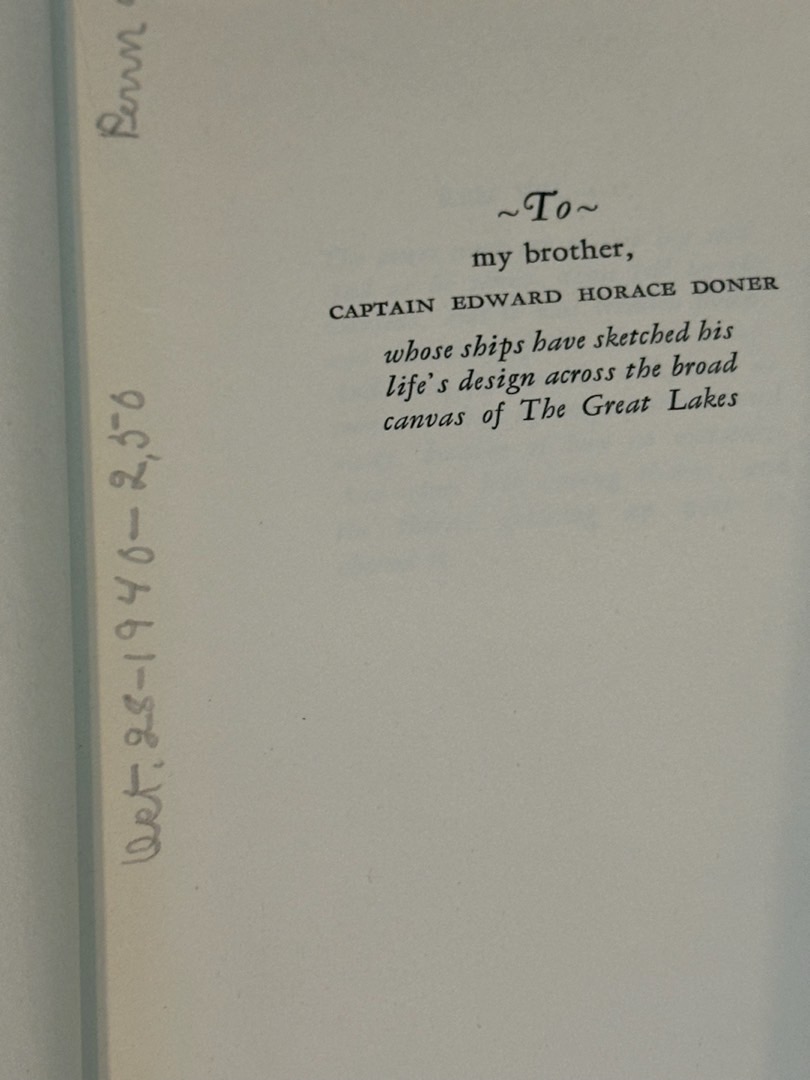 ~To~
my brother,
CAPTAIN EDWARD HORACE DONER
whose ships have sketched his
life's design across the broad
canvas of The Great Lakes
Oct. 28-1940-2,50